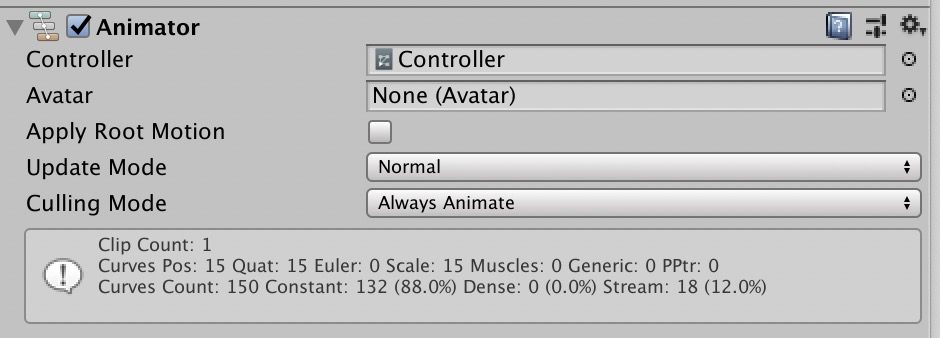 Animator
Controller Controller
Avatar None (Avatar)
Apply Root Motion
Update Mode Normal
Culling Mode Always Animate
Clip Count: 1
Curves Pos: 15 Quat: 15 Euler: 0 Scale: 15 Muscles: 0 Generic: 0 PPtr: 0
Curves Count: 150 Constant: 132 (88.0%) Dense: 0 (0.0%) Stream: 18 (12.0%)